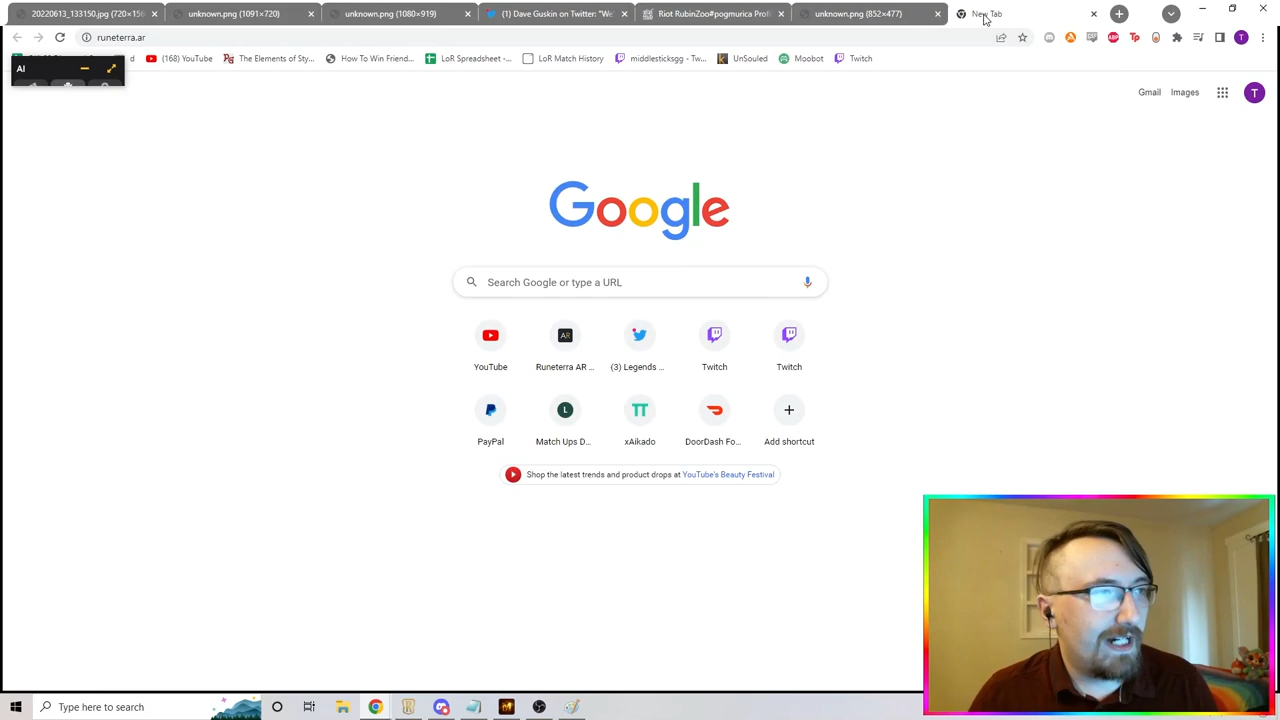 20220613_133150.jpg (720×156
unknown.png (1091×720)
unknown.png (1080×919)
(1) Dave Guskin on Twitter: "We'
Riot RubinZoo#pogmurica Profi
unknown.png (852×477)
New Tab
runeterra.ar
d
(168) YouTube
The Elements of Sty...
How To Win Friend...
LoR Spreadsheet -...
LoR Match History
middlesticksgg - Tw...
UnSouled
Moobot
Twitch
AI
Gmail
Images
T
Google
Search Google or type a URL
YouTube
Runeterra AR ...
(3) Legends ...
Twitch
Twitch
PayPal
Match Ups D...
xAikado
DoorDash Fo...
Add shortcut
Shop the latest trends and product drops at YouTube's Beauty Festival
Type here to search